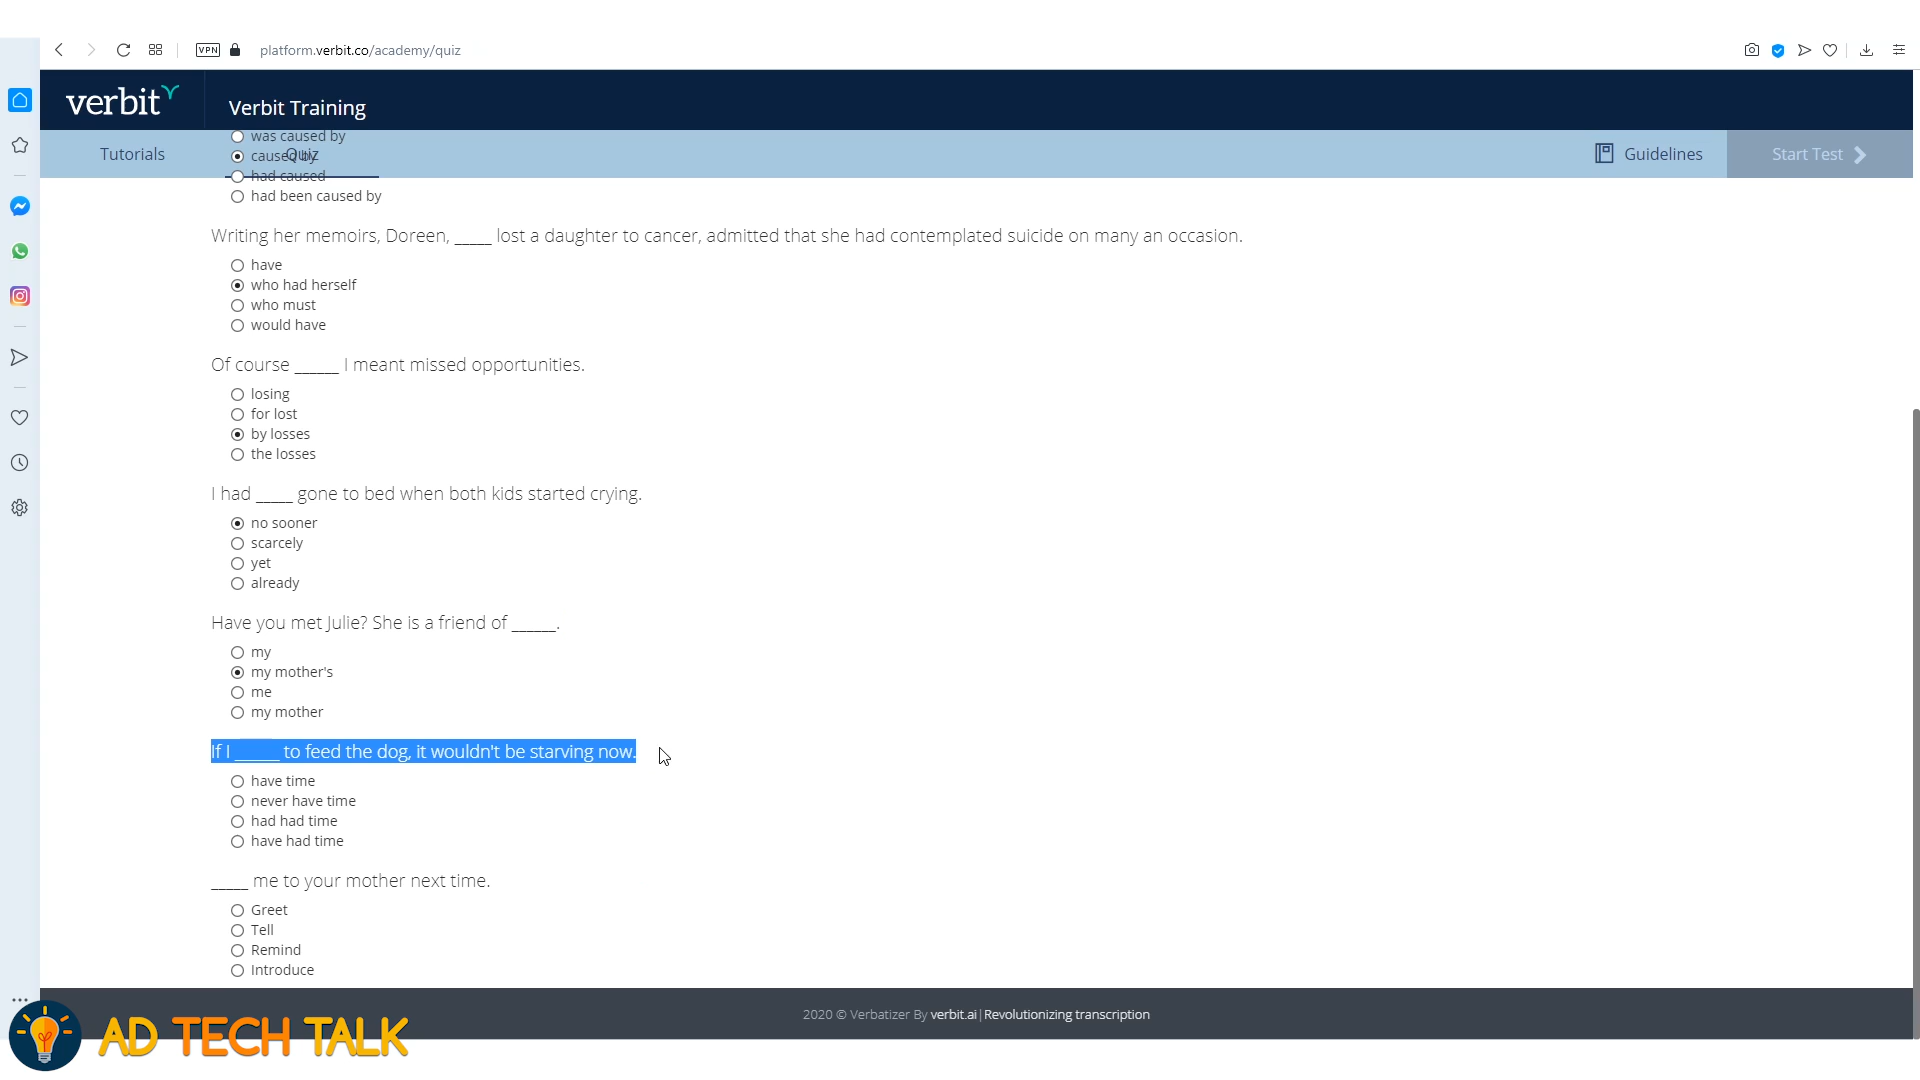 VPN
platform.verbit.co/academy/quiz
verbit
Verbit Training
was caused by
Tutorials
Quiz
caused by
Guidelines
Start Test
had caused
had been caused by
Writing her memoirs, Doreen, _____ lost a daughter to cancer, admitted that she had contemplated suicide on many an occasion.
have
who had herself
who must
would have
Of course ______ I meant missed opportunities.
losing
for lost
by losses
the losses
I had _____ gone to bed when both kids started crying.
no sooner
scarcely
yet
already
Have you met Julie? She is a friend of ______.
my
my mother's
me
my mother
If I ______ to feed the dog, it wouldn't be starving now.
have time
never have time
had had time
have had time
_____ me to your mother next time.
Greet
Tell
Remind
Introduce
2020 © Verbatizer By verbit.ai | Revolutionizing transcription
AD TECH TALK